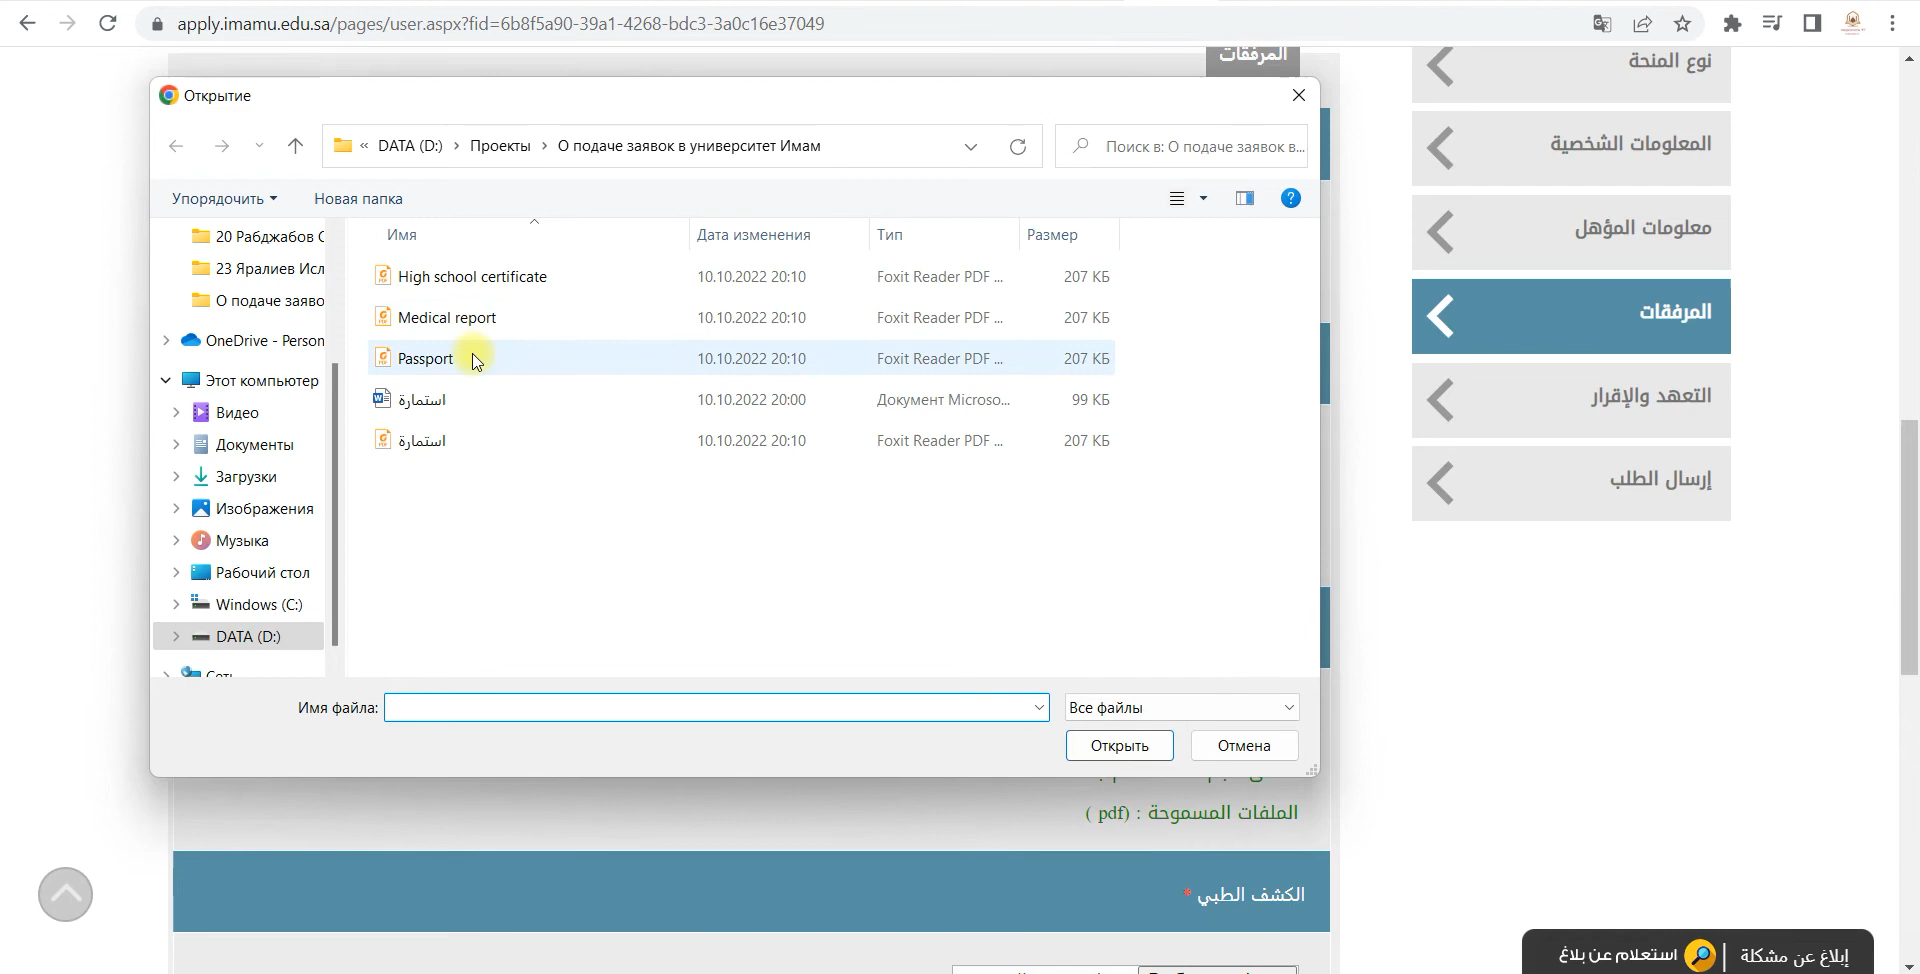 apply.imamu.edu.sa/pages/user.aspx?fid=6b8f5a90-39a1-4268-bdc3-3a0c16e37049
المرفقات
Открытие
« DATA (D:) › Проекты › О подаче заявок в университет Имам
Поиск в: О подаче заявок в...
Упорядочить
Новая папка
20 Рабджабов С
23 Яралиев Исл
О подаче заяво
OneDrive - Person
Этот компьютер
Видео
Документы
Загрузки
Изображения
Музыка
Рабочий стол
Windows (C:)
DATA (D:)
Имя Дата изменения Тип Размер
High school certificate 10.10.2022 20:10 Foxit Reader PDF ... 207 КБ
Medical report 10.10.2022 20:10 Foxit Reader PDF ... 207 КБ
Passport 10.10.2022 20:10 Foxit Reader PDF ... 207 КБ
استمارة 10.10.2022 20:00 Документ Microso... 99 КБ
استمارة 10.10.2022 20:10 Foxit Reader PDF ... 207 КБ
Имя файла:
Все файлы
Открыть
Отмена
الملفات المسموحة : (pdf )
الكشف الطبي *
نوع المنحة
المعلومات الشخصية
معلومات المؤهل
المرفقات
التعهد والإقرار
إرسال الطلب
إبلاغ عن مشكلة | استعلام عن بلاغ